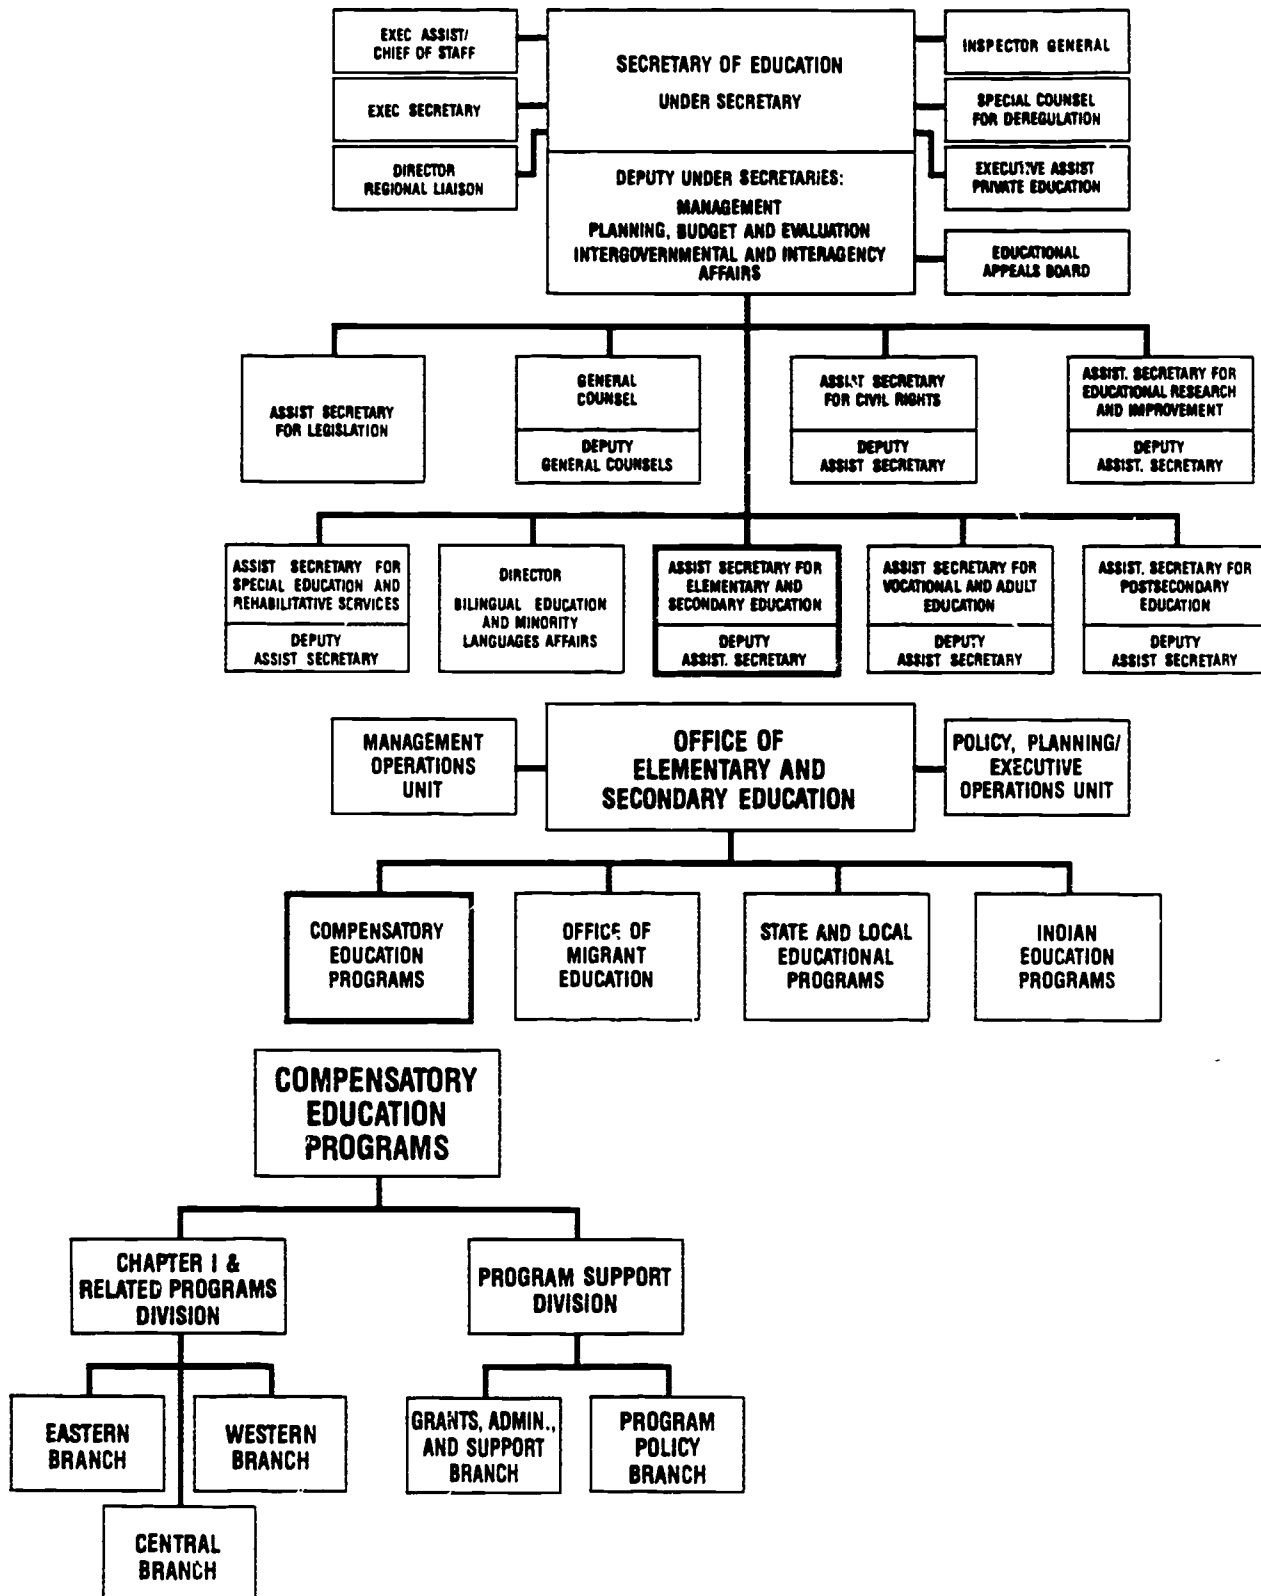 EXEC ASSIST/
CHIEF OF STAFF
SECRETARY OF EDUCATION
UNDER SECRETARY
INSPECTOR GENERAL
EXEC SECRETARY
SPECIAL COUNSEL
FOR DEREGULATION
DIRECTOR
REGIONAL LIAISON
EXECUTIVE ASSIST
PRIVATE EDUCATION
DEPUTY UNDER SECRETARIES:
MANAGEMENT
PLANNING, BUDGET AND EVALUATION
INTERGOVERNMENTAL AND INTERAGENCY
AFFAIRS
EDUCATIONAL
APPEALS BOARD
ASSIST SECRETARY
FOR LEGISLATION
GENERAL
COUNSEL
DEPUTY
GENERAL COUNSELS
ASSIST SECRETARY
FOR CIVIL RIGHTS
DEPUTY
ASSIST SECRETARY
ASSIST. SECRETARY FOR
EDUCATIONAL RESEARCH
AND IMPROVEMENT
DEPUTY
ASSIST. SECRETARY
ASSIST SECRETARY FOR
SPECIAL EDUCATION AND
REHABILITATIVE SERVICES
DEPUTY
ASSIST SECRETARY
DIRECTOR
BILINGUAL EDUCATION
AND MINORITY
LANGUAGES AFFAIRS
ASSIST SECRETARY FOR
ELEMENTARY AND
SECONDARY EDUCATION
DEPUTY
ASSIST. SECRETARY
ASSIST SECRETARY FOR
VOCATIONAL AND ADULT
EDUCATION
DEPUTY
ASSIST SECRETARY
ASSIST. SECRETARY FOR
POSTSECONDARY
EDUCATION
DEPUTY
ASSIST SECRETARY
MANAGEMENT
OPERATIONS
UNIT
OFFICE OF
ELEMENTARY AND
SECONDARY EDUCATION
POLICY, PLANNING/
EXECUTIVE
OPERATIONS UNIT
COMPENSATORY
EDUCATION
PROGRAMS
OFFICE OF
MIGRANT
EDUCATION
STATE AND LOCAL
EDUCATIONAL
PROGRAMS
INDIAN
EDUCATION
PROGRAMS
COMPENSATORY
EDUCATION
PROGRAMS
CHAPTER I &
RELATED PROGRAMS
DIVISION
PROGRAM SUPPORT
DIVISION
EASTERN
BRANCH
WESTERN
BRANCH
GRANTS, ADMIN.,
AND SUPPORT
BRANCH
PROGRAM
POLICY
BRANCH
CENTRAL
BRANCH